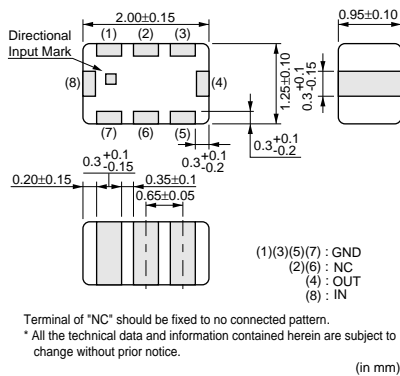 2.00±0.15
0.95±0.10
Directional
Input Mark
(1) (2) (3)
(8)
(4)
(7) (6) (5)
1.25±0.10
0.3 +0.1 -0.15
0.3 +0.1 -0.2
0.3 +0.1 -0.2
0.3 +0.1 -0.15
0.20±0.15
0.35±0.1
0.65±0.05
(1)(3)(5)(7) : GND
(2)(6) : NC
(4) : OUT
(8) : IN
Terminal of "NC" should be fixed to no connected pattern.
* All the technical data and information contained herein are subject to
change without prior notice.
(in mm)